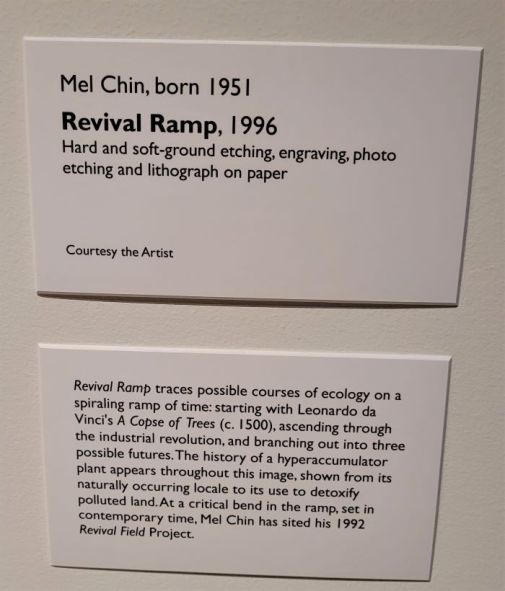 Mel Chin, born 1951
Revival Ramp, 1996
Hard and soft-ground etching, engraving, photo
etching and lithograph on paper
Courtesy the Artist
Revival Ramp traces possible courses of ecology on a
spiraling ramp of time: starting with Leonardo da
Vinci's A Copse of Trees (c. 1500), ascending through
the industrial revolution, and branching out into three
possible futures. The history of a hyperaccumulator
plant appears throughout this image, shown from its
naturally occurring locale to its use to detoxify
polluted land. At a critical bend in the ramp, set in
contemporary time, Mel Chin has sited his 1992
Revival Field Project.